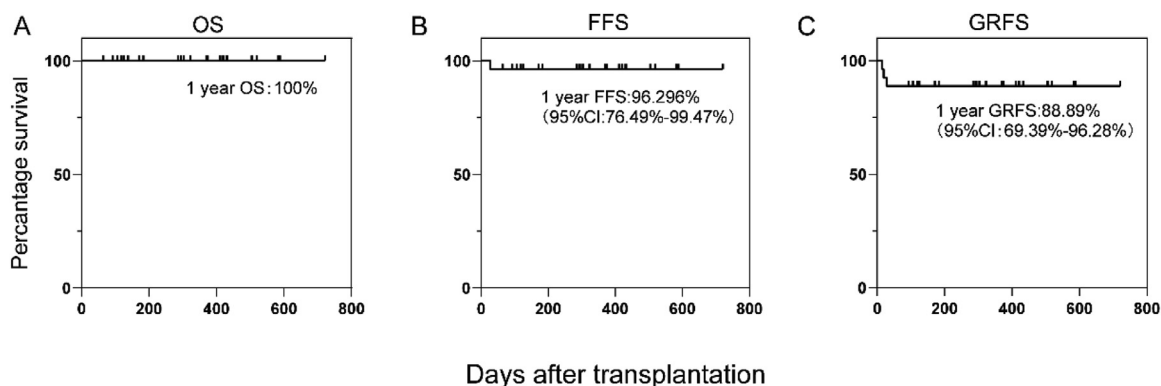 A
OS
B
FFS
C
GRFS
Percantage survival
100
50
0
0
200
400
600
800
1 year OS：100%
100
50
0
0
200
400
600
800
1 year FFS:96.296%
（95%CI:76.49%-99.47%）
100
50
0
0
200
400
600
800
1 year GRFS:88.89%
（95%CI:69.39%-96.28%）
Days after transplantation